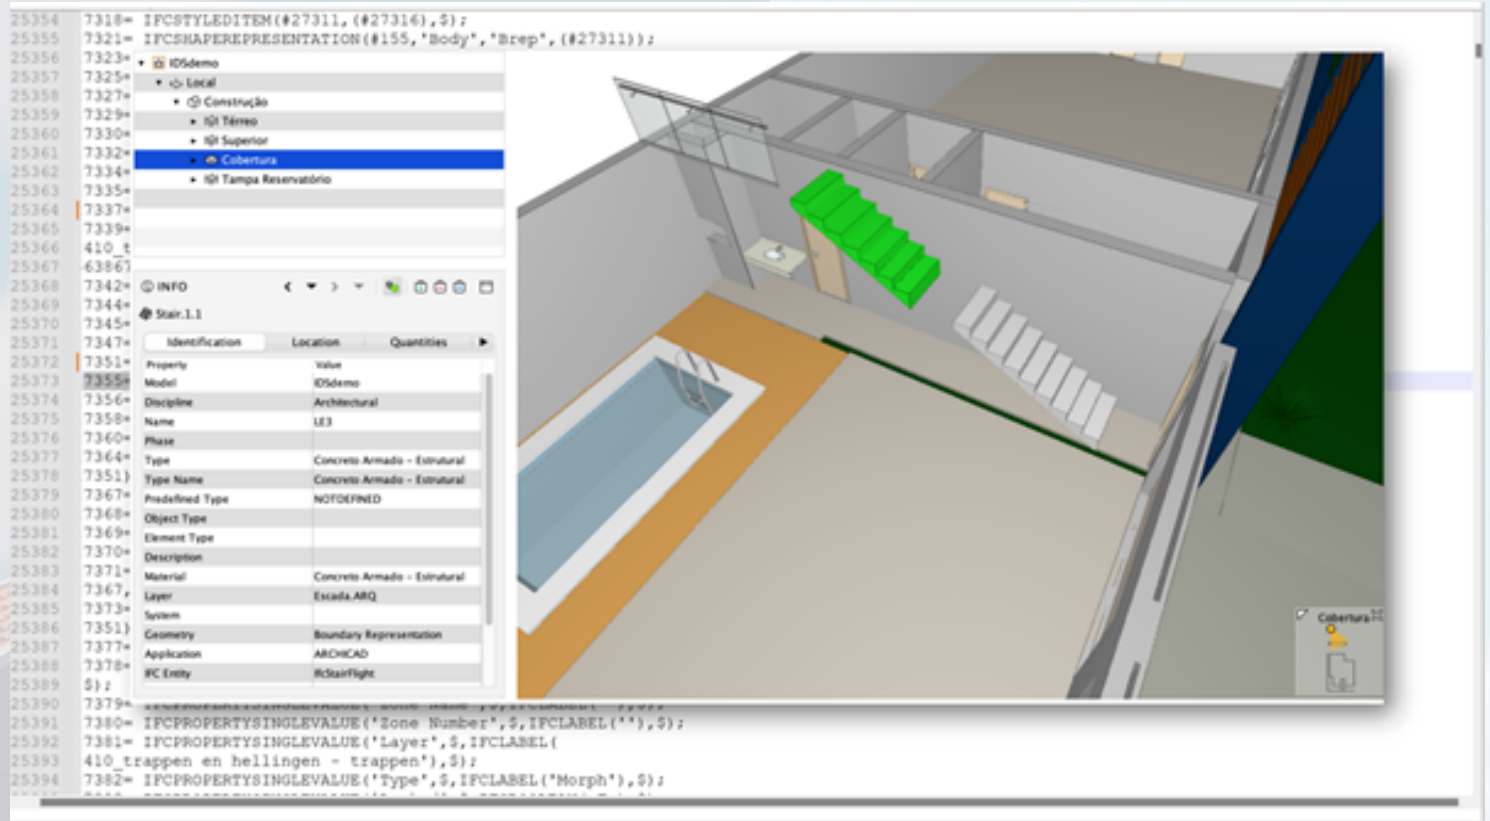 25354 7318= IFCSTYLEDITEM(#27311,(#27316),$);
25355 7321= IFCSHAPEREPRESENTATION(#155,'Body','Brep',(#27311));
25356 7323=
25357 7325=
25358 7327=
25359 7329=
25360 7330=
25361 7332=
25362 7334=
25363 7335=
25364 7337=
25365 7339=
25366 410_t
25367 -63867
25368 7342=
25369 7344=
25370 7345=
25371 7347=
25372 7351=
25373 7355=
25374 7356=
25375 7358=
25376 7360=
25377 7364=
25378 7351)
25379 7367=
25380 7368=
25381 7369=
25382 7370=
25383 7371=
25384 7367,
25385 7373=
25386 7351)
25387 7377=
25388 7378=
25389 $);
25390 7379=
25391 7380= IFCPROPERTYSINGLEVALUE('Zone Number',$,IFCLABEL(''),$);
25392 7381= IFCPROPERTYSINGLEVALUE('Layer',$,IFCLABEL(
25393 410_trappen en hellingen - trappen'),$);
25394 7382= IFCPROPERTYSINGLEVALUE('Type',$,IFCLABEL('Morph'),$);
IDSdemo
Local
Construção
Térreo
Superior
Cobertura
Tampa Reservatório
INFO
Stair.1.1
Identification Location Quantities
Property Value
Model IDSdemo
Discipline Architectural
Name LE3
Phase
Type Concreto Armado - Estrutural
Type Name Concreto Armado - Estrutural
Predefined Type NOTDEFINED
Object Type
Element Type
Description
Material Concreto Armado - Estrutural
Layer Escada.ARQ
System
Geometry Boundary Representation
Application ARCHICAD
IFC Entity IfcStairFlight
Cobertura